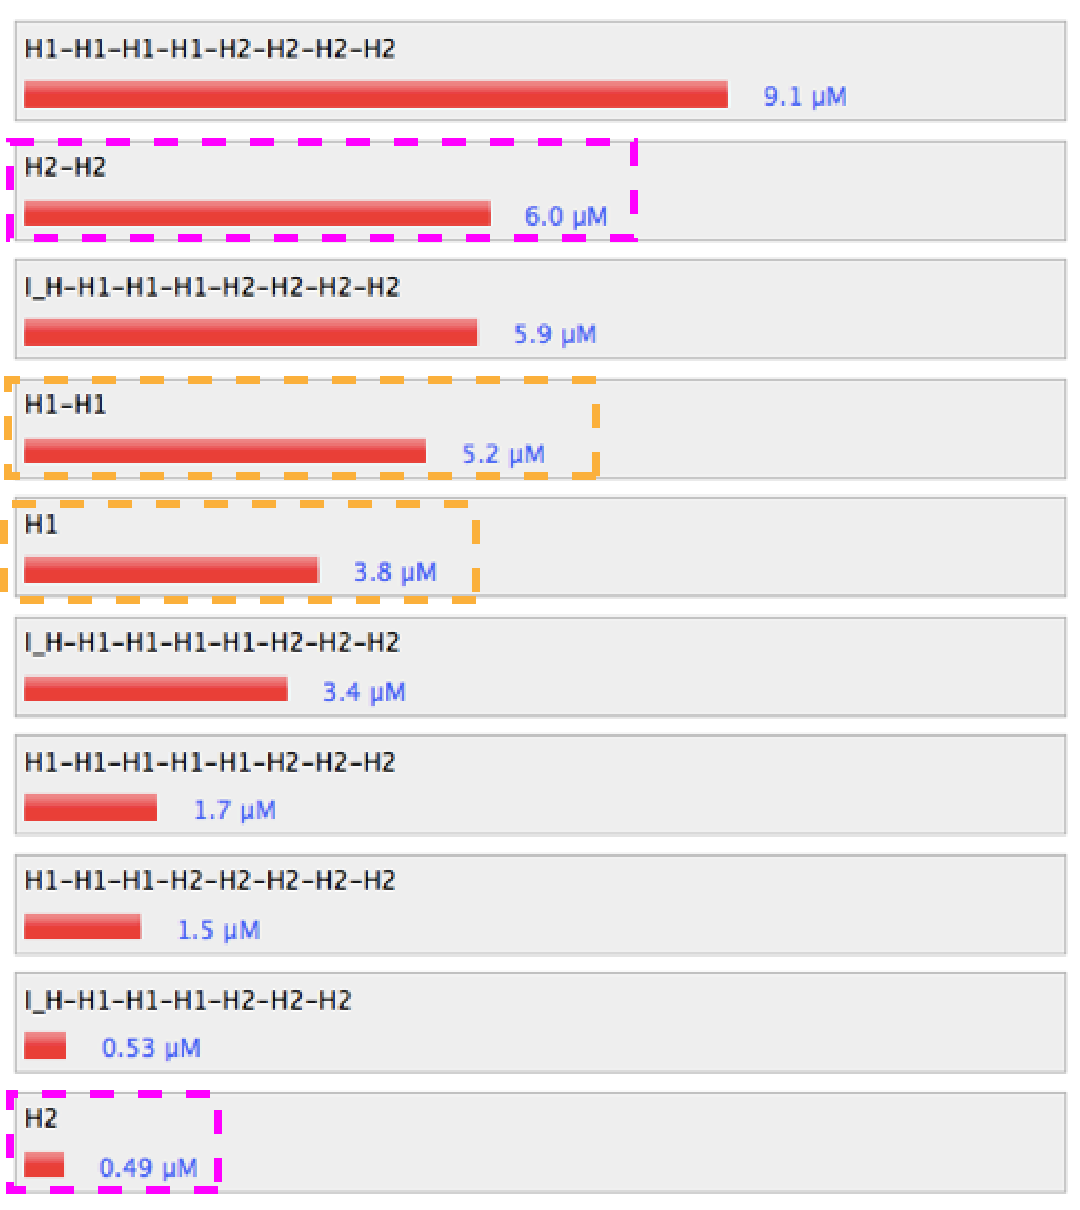 H1-H1-H1-H1-H2-H2-H2-H2
9.1 µM
H2-H2
6.0 µM
I_H-H1-H1-H1-H2-H2-H2-H2
5.9 µM
H1-H1
5.2 µM
H1
3.8 µM
I_H-H1-H1-H1-H1-H2-H2-H2
3.4 µM
H1-H1-H1-H1-H1-H2-H2-H2
1.7 µM
H1-H1-H1-H2-H2-H2-H2-H2
1.5 µM
I_H-H1-H1-H1-H2-H2-H2
0.53 µM
H2
0.49 µM